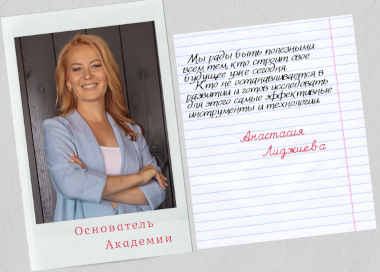 Мы рады быть полезными
всем тем, кто строит свое
будущее уже сегодня.
Кто не останавливается в
развитии и готов исследовать
для этого самые эффективные
инструменты и технологии
Анастасия
Лиджиева
Основатель
Академии